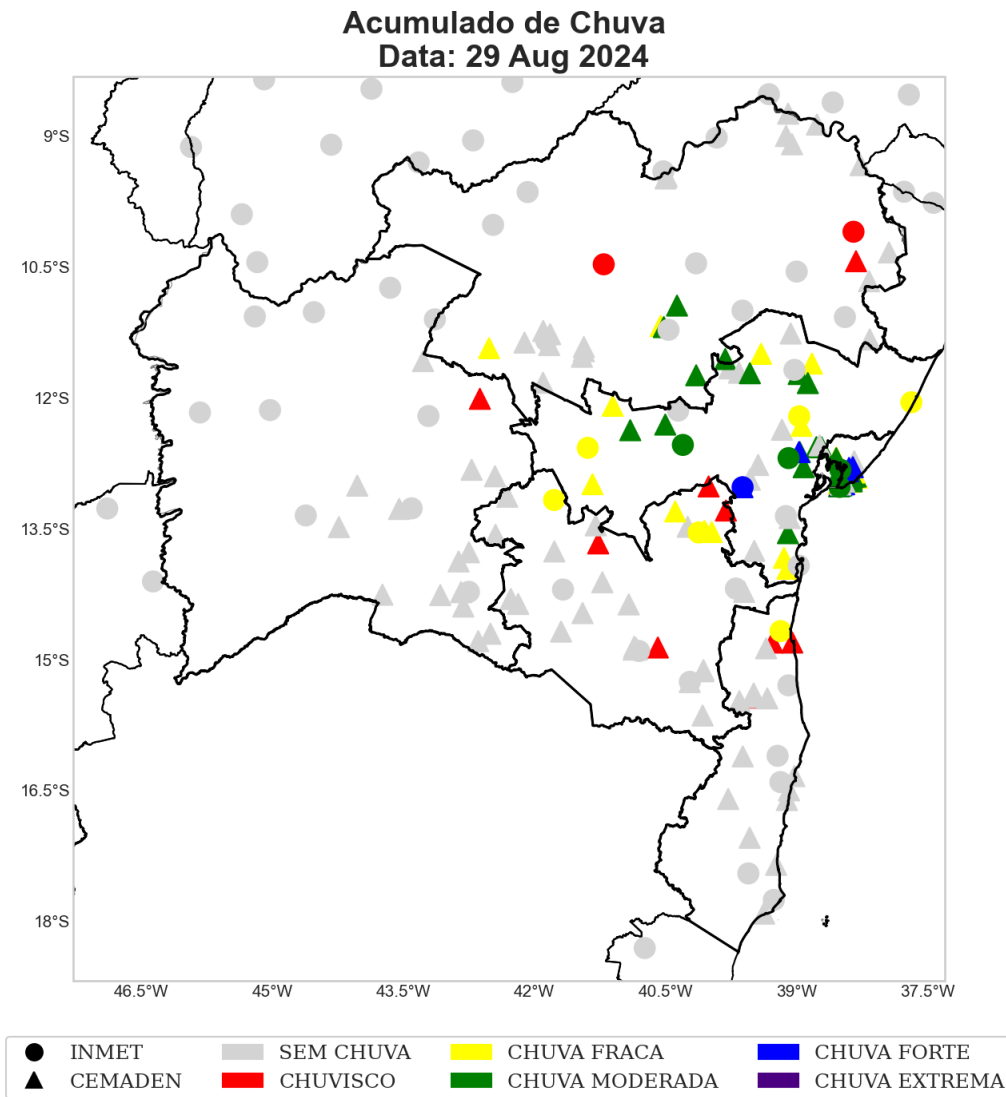 Acumulado de Chuva
Data: 29 Aug 2024
9°S
10.5°S
12°S
13.5°S
15°S
16.5°S
18°S
46.5°W 45°W 43.5°W 42°W 40.5°W 39°W 37.5°W
INMET SEM CHUVA CHUVA FRACA CHUVA FORTE
CEMADEN CHUVISCO CHUVA MODERADA CHUVA EXTREMA